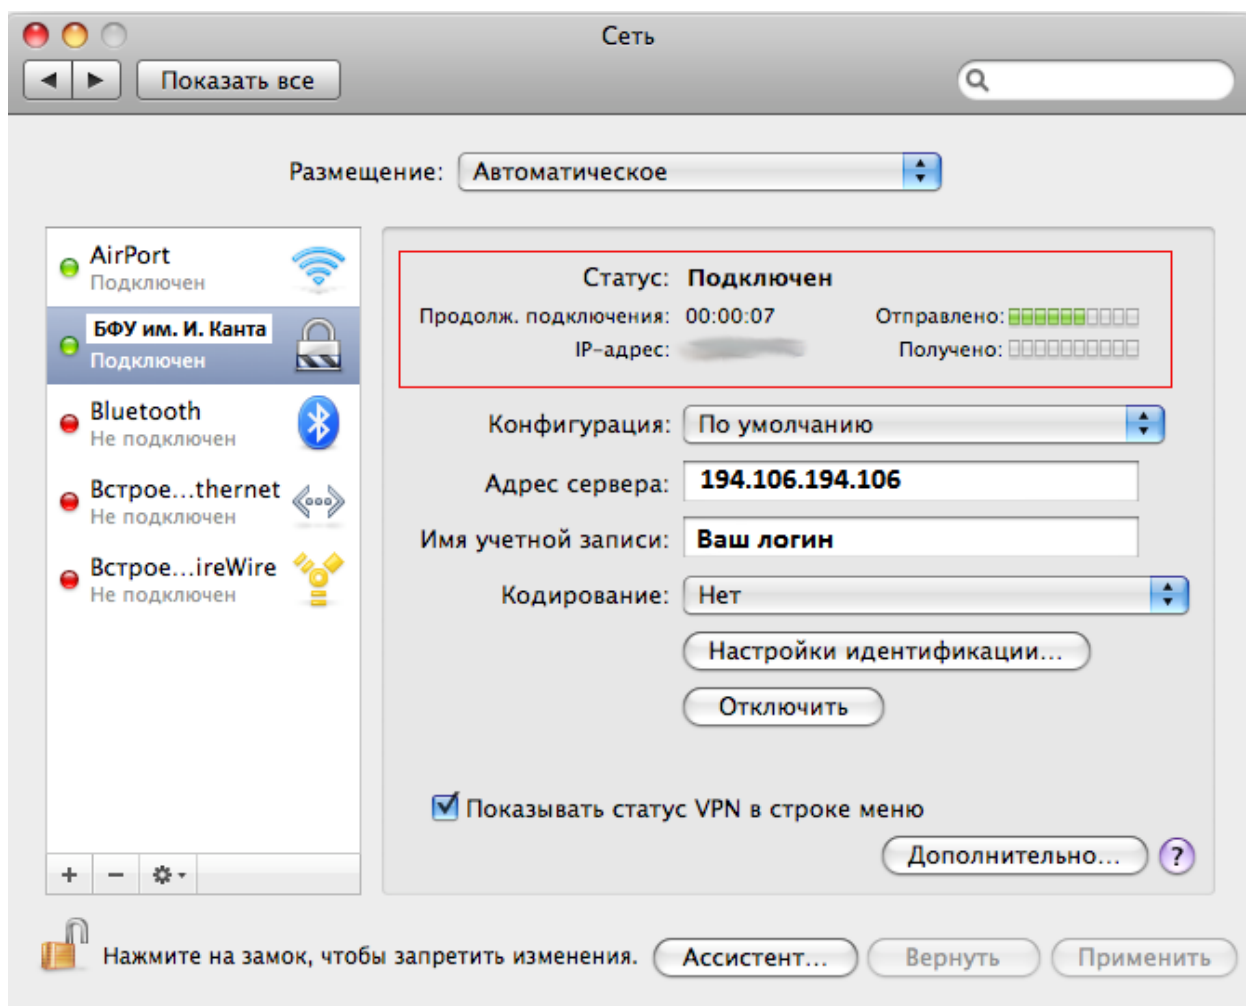 Сеть
Показать все
Размещение: Автоматическое
AirPort
Подключен
БФУ им. И. Канта
Подключен
Bluetooth
Не подключен
Встрое...thernet
Не подключен
Встрое...ireWire
Не подключен
Статус: Подключен
Продолж. подключения: 00:00:07 Отправлено:
IP-адрес: Получено:
Конфигурация: По умолчанию
Адрес сервера: 194.106.194.106
Имя учетной записи: Ваш логин
Кодирование: Нет
Настройки идентификации...
Отключить
Показывать статус VPN в строке меню
Дополнительно... ?
Нажмите на замок, чтобы запретить изменения. Ассистент... Вернуть Применить